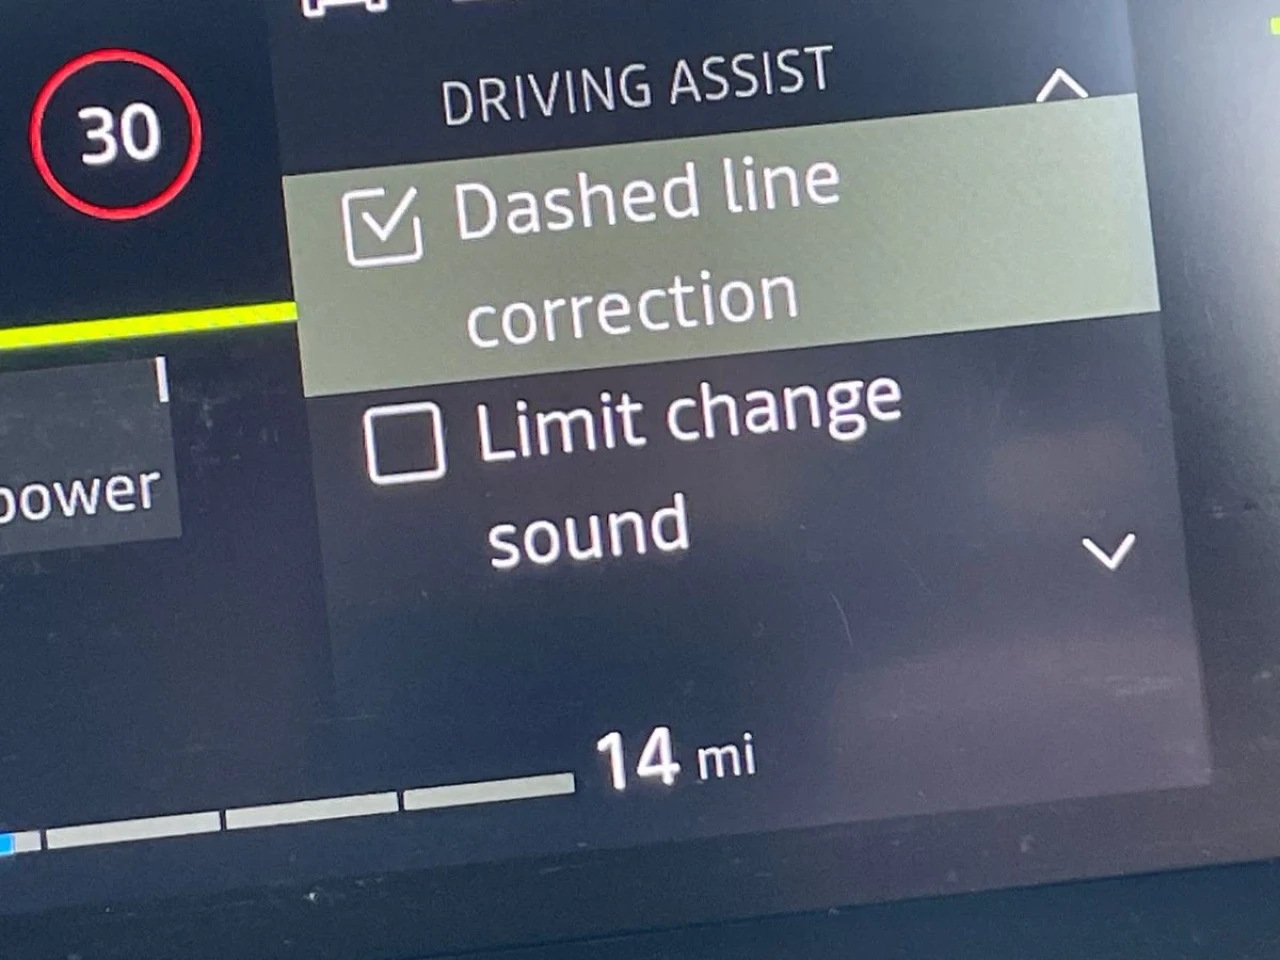 DRIVING ASSIST
30
Dashed line
correction
Limit change
sound
power
14 mi